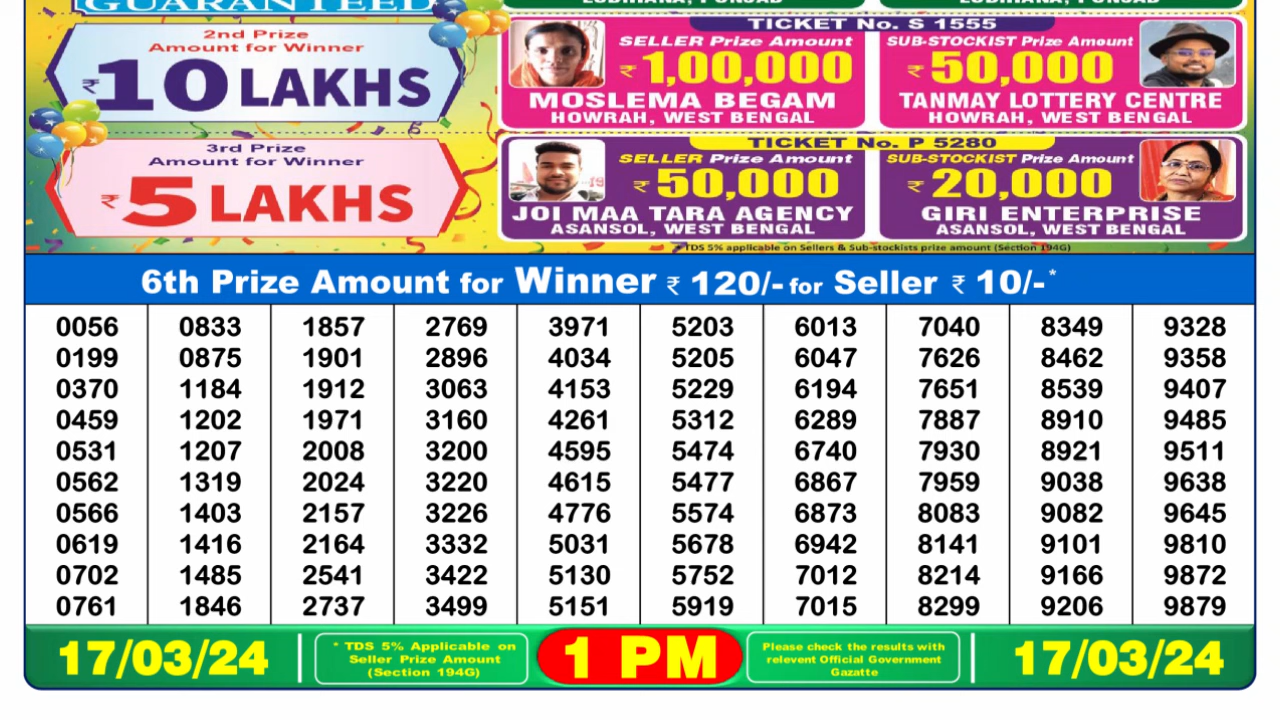 GUARANTEED
LUDHIANA, PUNJAB
LUDHIANA, PUNJAB
2nd Prize
Amount for Winner
₹10 LAKHS
TICKET No. S 1555
SELLER Prize Amount
₹1,00,000
MOSLEMA BEGAM
HOWRAH, WEST BENGAL
SUB-STOCKIST Prize Amount
₹50,000
TANMAY LOTTERY CENTRE
HOWRAH, WEST BENGAL
3rd Prize
Amount for Winner
₹5 LAKHS
TICKET No. P 5280
SELLER Prize Amount
₹50,000
JOI MAA TARA AGENCY
ASANSOL, WEST BENGAL
SUB-STOCKIST Prize Amount
₹20,000
GIRI ENTERPRISE
ASANSOL, WEST BENGAL
* TDS 5% applicable on Sellers & Sub-stockists prize amount (Section 194G)
6th Prize Amount for Winner ₹ 120/- for Seller ₹ 10/-*
0056 0833 1857 2769 3971 5203 6013 7040 8349 9328
0199 0875 1901 2896 4034 5205 6047 7626 8462 9358
0370 1184 1912 3063 4153 5229 6194 7651 8539 9407
0459 1202 1971 3160 4261 5312 6289 7887 8910 9485
0531 1207 2008 3200 4595 5474 6740 7930 8921 9511
0562 1319 2024 3220 4615 5477 6867 7959 9038 9638
0566 1403 2157 3226 4776 5574 6873 8083 9082 9645
0619 1416 2164 3332 5031 5678 6942 8141 9101 9810
0702 1485 2541 3422 5130 5752 7012 8214 9166 9872
0761 1846 2737 3499 5151 5919 7015 8299 9206 9879
17/03/24
* TDS 5% Applicable on
Seller Prize Amount
(Section 194G)
1 PM
Please check the results with
relevent Official Government
Gazatte
17/03/24